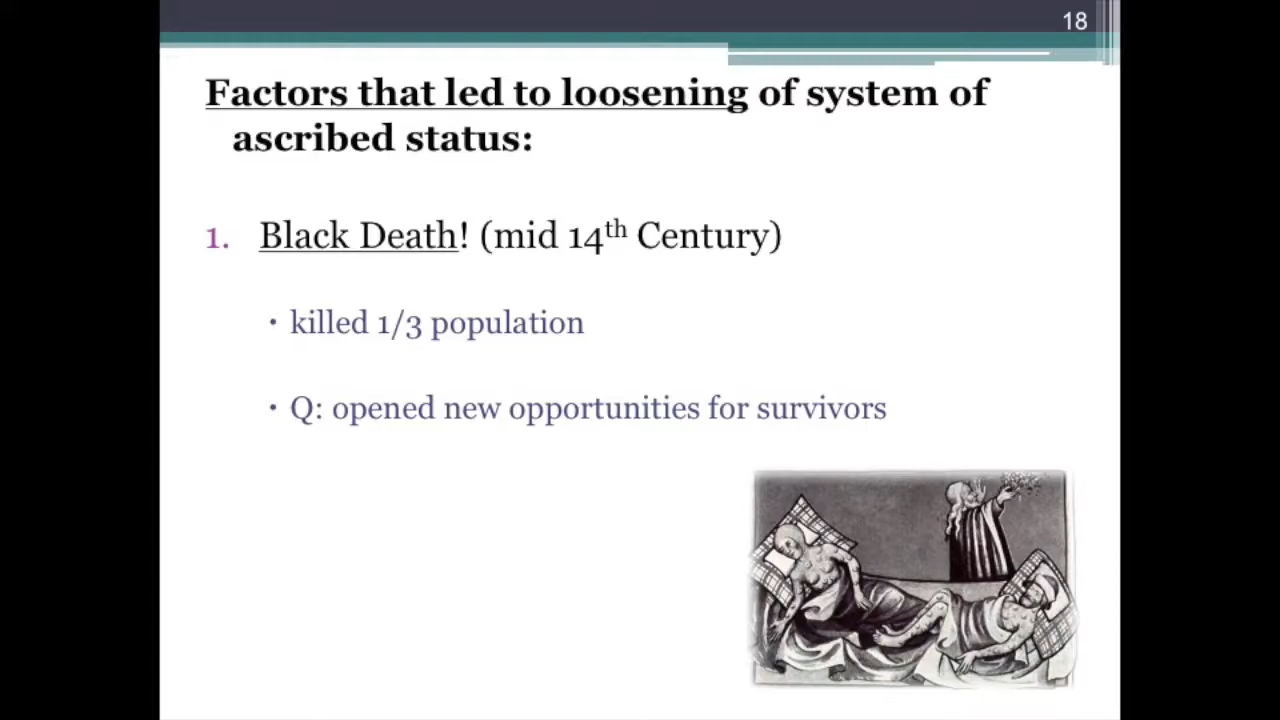 18
Factors that led to loosening of system of
ascribed status:
1. Black Death! (mid 14th Century)
• killed 1/3 population
• Q: opened new opportunities for survivors